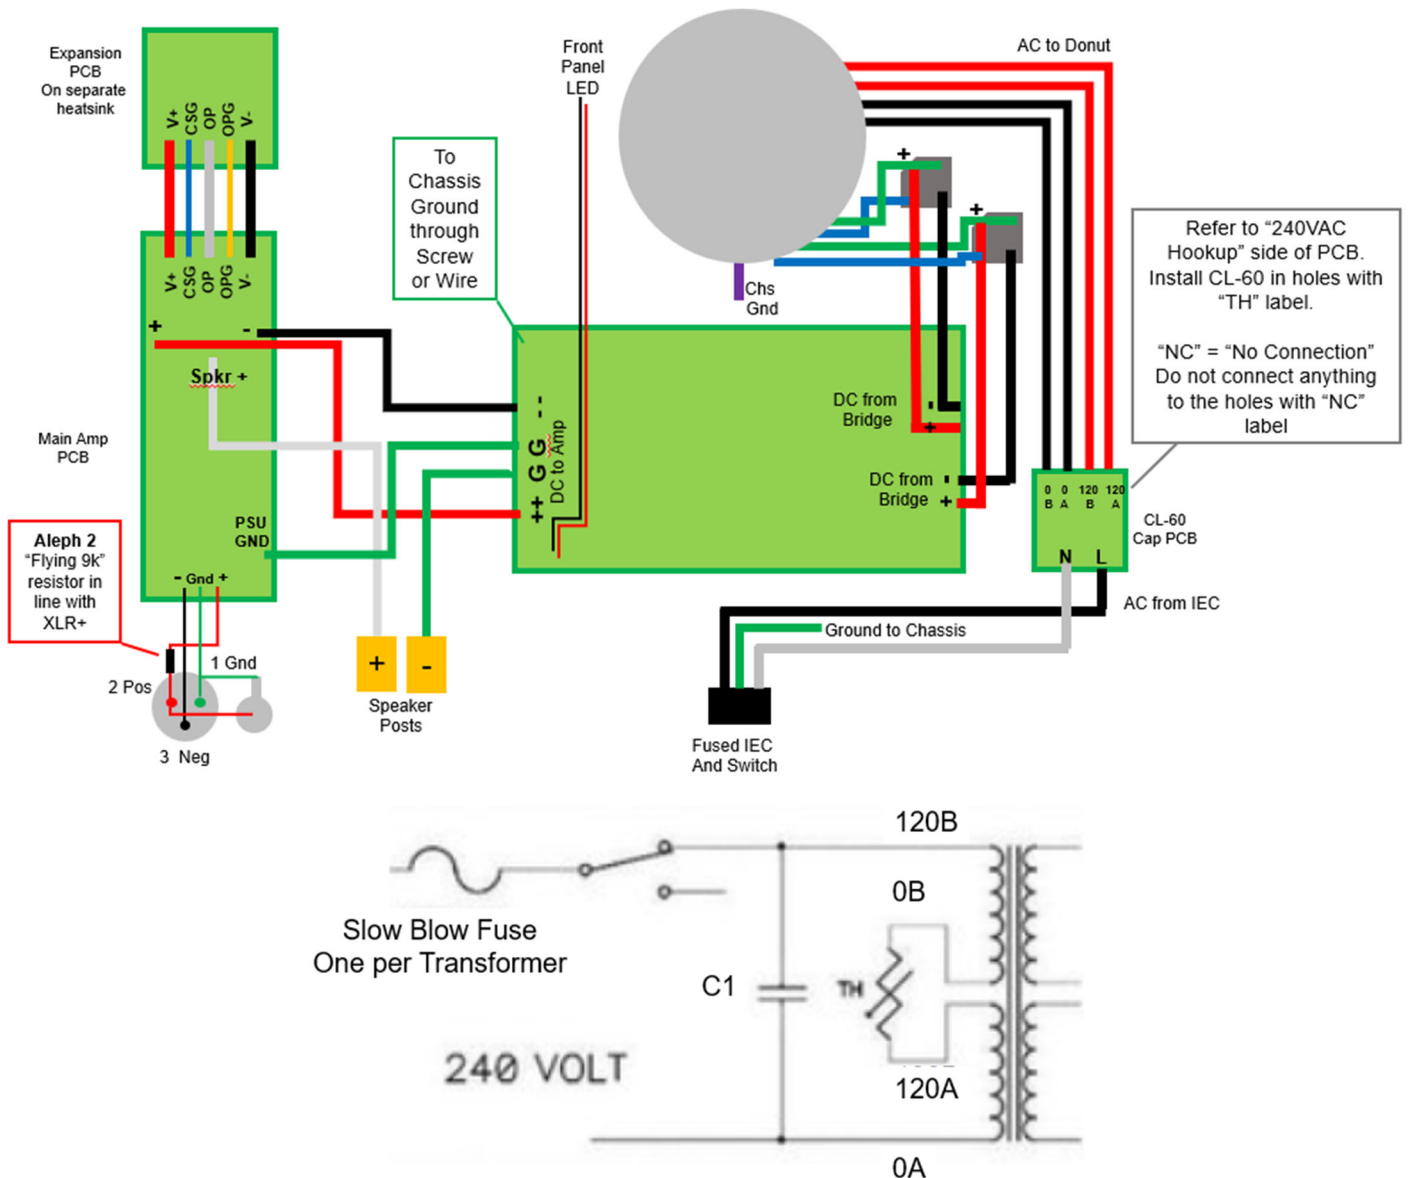 Expansion
PCB
On separate
heatsink
V+ CSG OP OPG V-
V+ CSG OP OPG V-
+ -
Spkr +
Main Amp
PCB
PSU
GND
- Gnd +
Aleph 2
“Flying 9k”
resistor in
line with
XLR+
1 Gnd
2 Pos
3 Neg
+ -
Speaker
Posts
To
Chassis
Ground
through
Screw
or Wire
Front
Panel
LED
- -
G G
++
DC to Amp
Chs
Gnd
+
+
DC from
Bridge
-
+
DC from
Bridge
-
+
AC to Donut
Refer to “240VAC
Hookup” side of PCB.
Install CL-60 in holes with
“TH” label.
“NC” = “No Connection”
Do not connect anything
to the holes with “NC”
label
0 0 120 120
B A B A
N L
CL-60
Cap PCB
AC from IEC
Ground to Chassis
Fused IEC
And Switch
120B
0B
Slow Blow Fuse
One per Transformer
C1
TH
240 VOLT
120A
0A